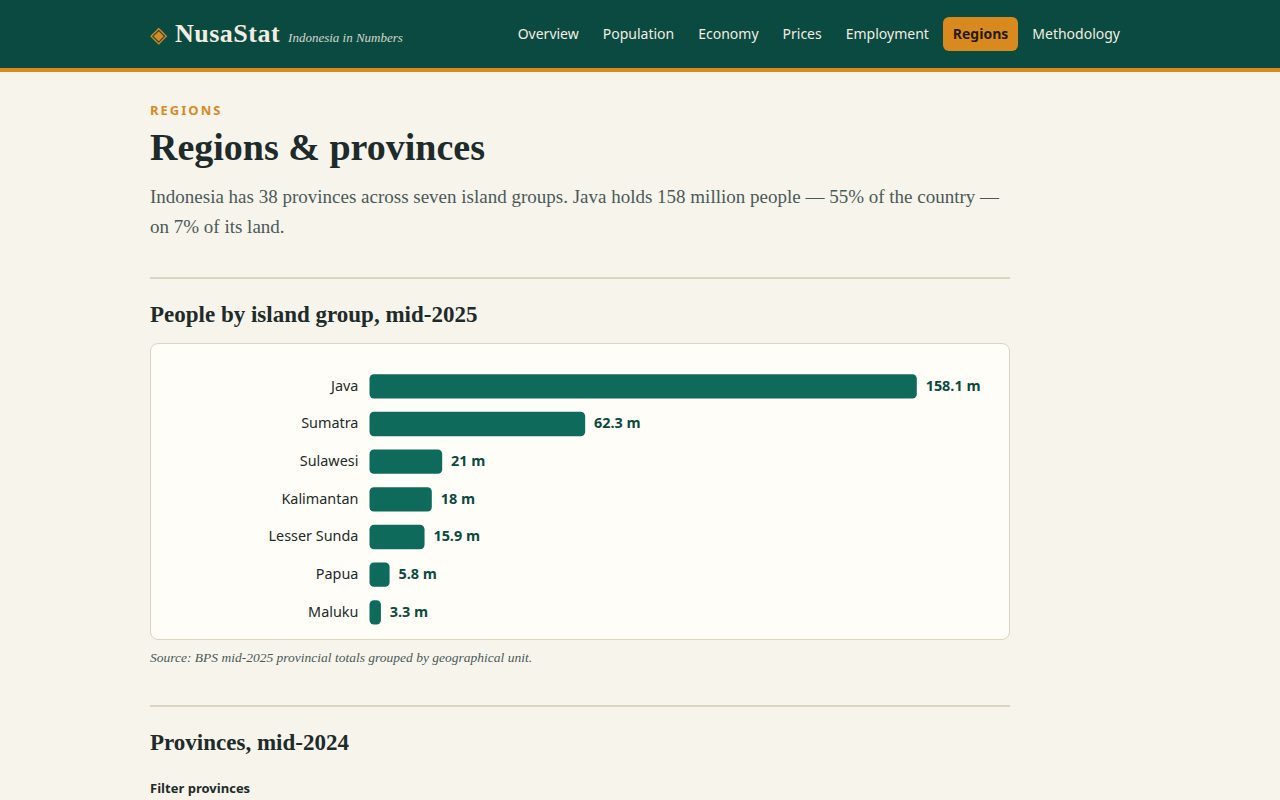 ◈ NusaStat Indonesia in Numbers
Overview Population Economy Prices Employment Regions Methodology
REGIONS
Regions & provinces
Indonesia has 38 provinces across seven island groups. Java holds 158 million people — 55% of the country —
on 7% of its land.
People by island group, mid-2025
Java 158.1 m
Sumatra 62.3 m
Sulawesi 21 m
Kalimantan 18 m
Lesser Sunda 15.9 m
Papua 5.8 m
Maluku 3.3 m
Source: BPS mid-2025 provincial totals grouped by geographical unit.
Provinces, mid-2024
Filter provinces